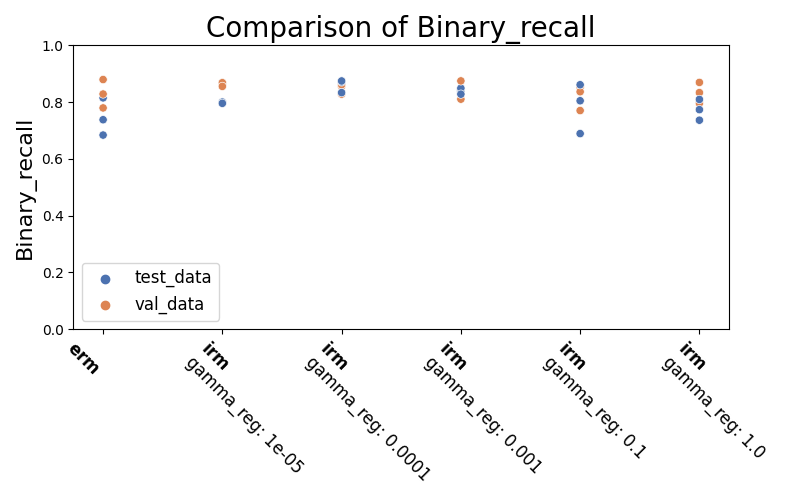 Comparison of Binary_recall
Binary_recall
1.0
0.8
0.6
0.4
0.2
0.0
test_data
val_data
erm
irm
gamma_reg: 1e-05
irm
gamma_reg: 0.0001
irm
gamma_reg: 0.001
irm
gamma_reg: 0.1
irm
gamma_reg: 1.0